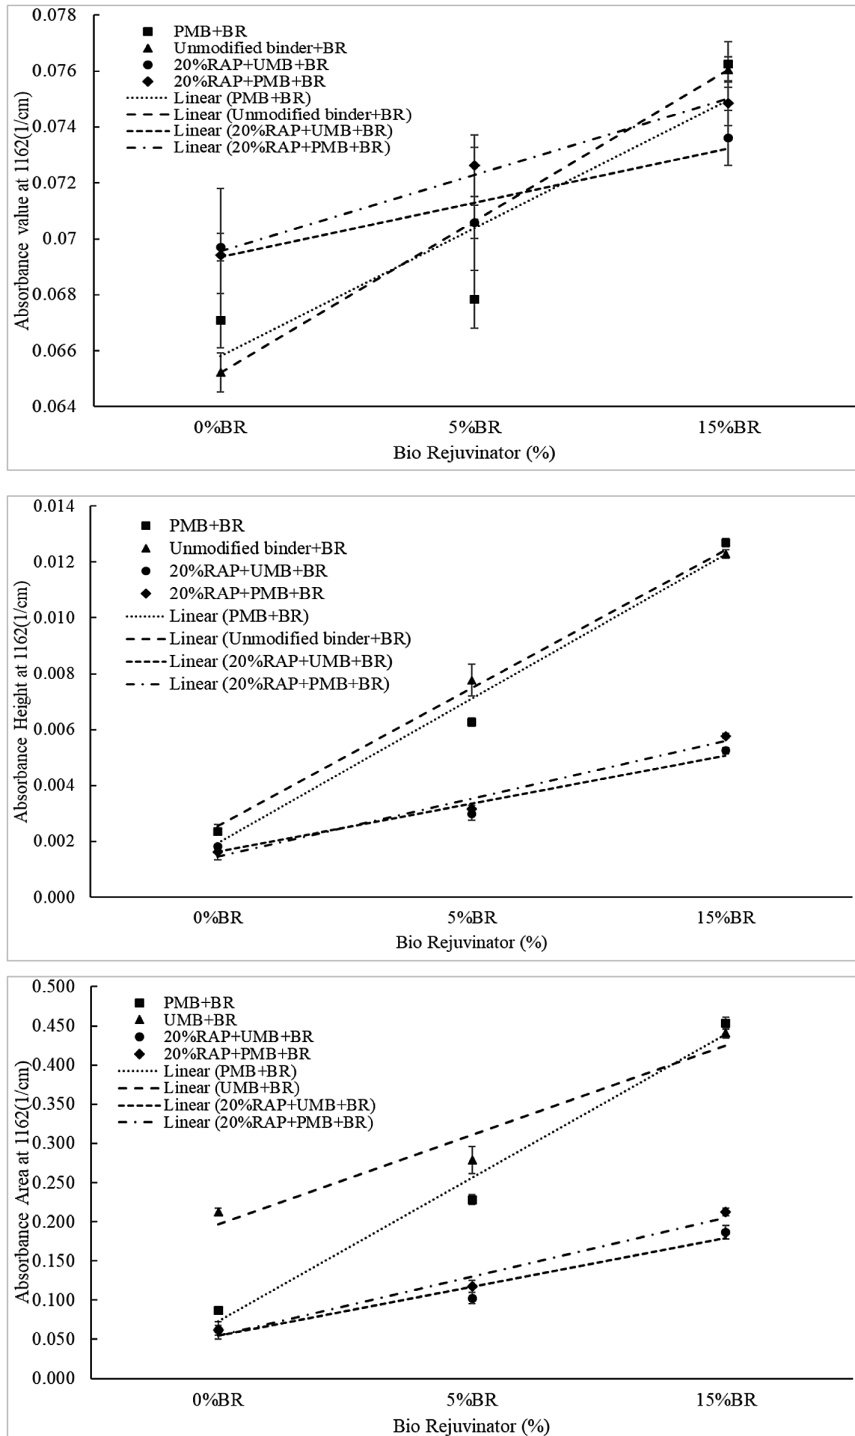 0.078
0.076
0.074
0.072
0.07
0.068
0.066
0.064
Absorbance value at 1162(1/cm)
PMB+BR
Unmodified binder+BR
20%RAP+UMB+BR
20%RAP+PMB+BR
Linear (PMB+BR)
Linear (Unmodified binder+BR)
Linear (20%RAP+UMB+BR)
Linear (20%RAP+PMB+BR)
0%BR 5%BR 15%BR
Bio Rejuvinator (%)
0.014
0.012
0.010
0.008
0.006
0.004
0.002
0.000
Absorbance Height at 1162(1/cm)
PMB+BR
Unmodified binder+BR
20%RAP+UMB+BR
20%RAP+PMB+BR
Linear (PMB+BR)
Linear (Unmodified binder+BR)
Linear (20%RAP+UMB+BR)
Linear (20%RAP+PMB+BR)
0%BR 5%BR 15%BR
Bio Rejuvinator (%)
0.500
0.450
0.400
0.350
0.300
0.250
0.200
0.150
0.100
0.050
0.000
Absorbance Area at 1162(1/cm)
PMB+BR
UMB+BR
20%RAP+UMB+BR
20%RAP+PMB+BR
Linear (PMB+BR)
Linear (UMB+BR)
Linear (20%RAP+UMB+BR)
Linear (20%RAP+PMB+BR)
0%BR 5%BR 15%BR
Bio Rejuvinator (%)